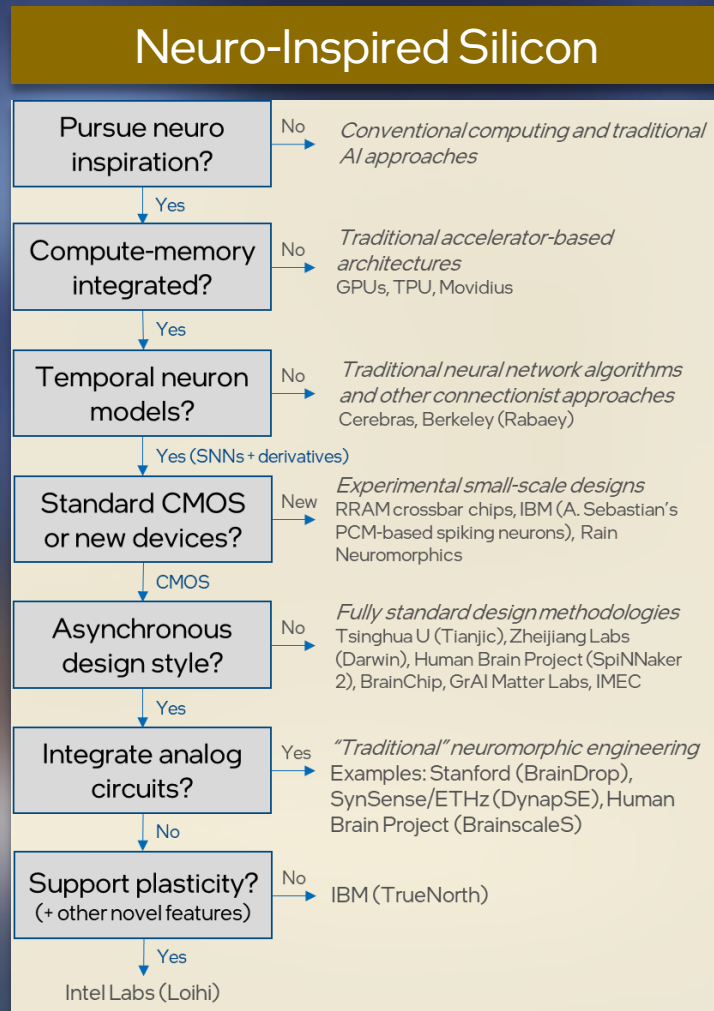 Neuro-Inspired Silicon
Pursue neuro
inspiration?
No
Conventional computing and traditional
AI approaches
Yes
Compute-memory
integrated?
No
Traditional accelerator-based
architectures
GPUs, TPU, Movidius
Yes
Temporal neuron
models?
No
Traditional neural network algorithms
and other connectionist approaches
Cerebras, Berkeley (Rabaey)
Yes (SNNs + derivatives)
Standard CMOS
or new devices?
New
Experimental small-scale designs
RRAM crossbar chips, IBM (A. Sebastian's
PCM-based spiking neurons), Rain
Neuromorphics
CMOS
Asynchronous
design style?
No
Fully standard design methodologies
Tsinghua U (Tianjic), Zheijiang Labs
(Darwin), Human Brain Project (SpiNNaker
2), BrainChip, GrAI Matter Labs, IMEC
Yes
Integrate analog
circuits?
Yes
"Traditional" neuromorphic engineering
Examples: Stanford (BrainDrop),
SynSense/ETHz (DynapSE), Human
Brain Project (BrainscaleS)
No
Support plasticity?
(+ other novel features)
No
IBM (TrueNorth)
Yes
Intel Labs (Loihi)